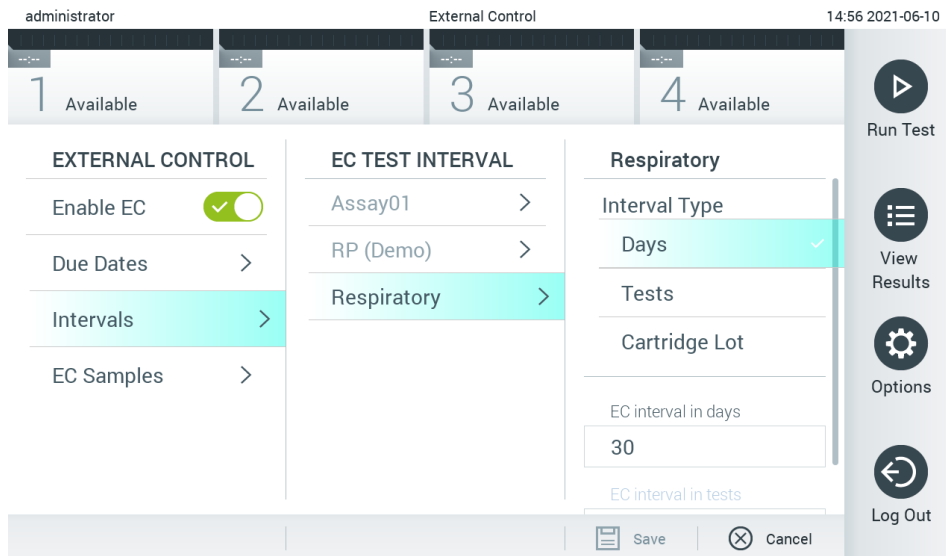 administrator
External Control
14:56 2021-06-10
--:--
1 Available
--:--
2 Available
--:--
3 Available
--:--
4 Available
Run Test
View
Results
Options
Log Out
EXTERNAL CONTROL
Enable EC
Due Dates
Intervals
EC Samples
EC TEST INTERVAL
Assay01
RP (Demo)
Respiratory
Respiratory
Interval Type
Days
Tests
Cartridge Lot
EC interval in days
30
EC interval in tests
Save
Cancel